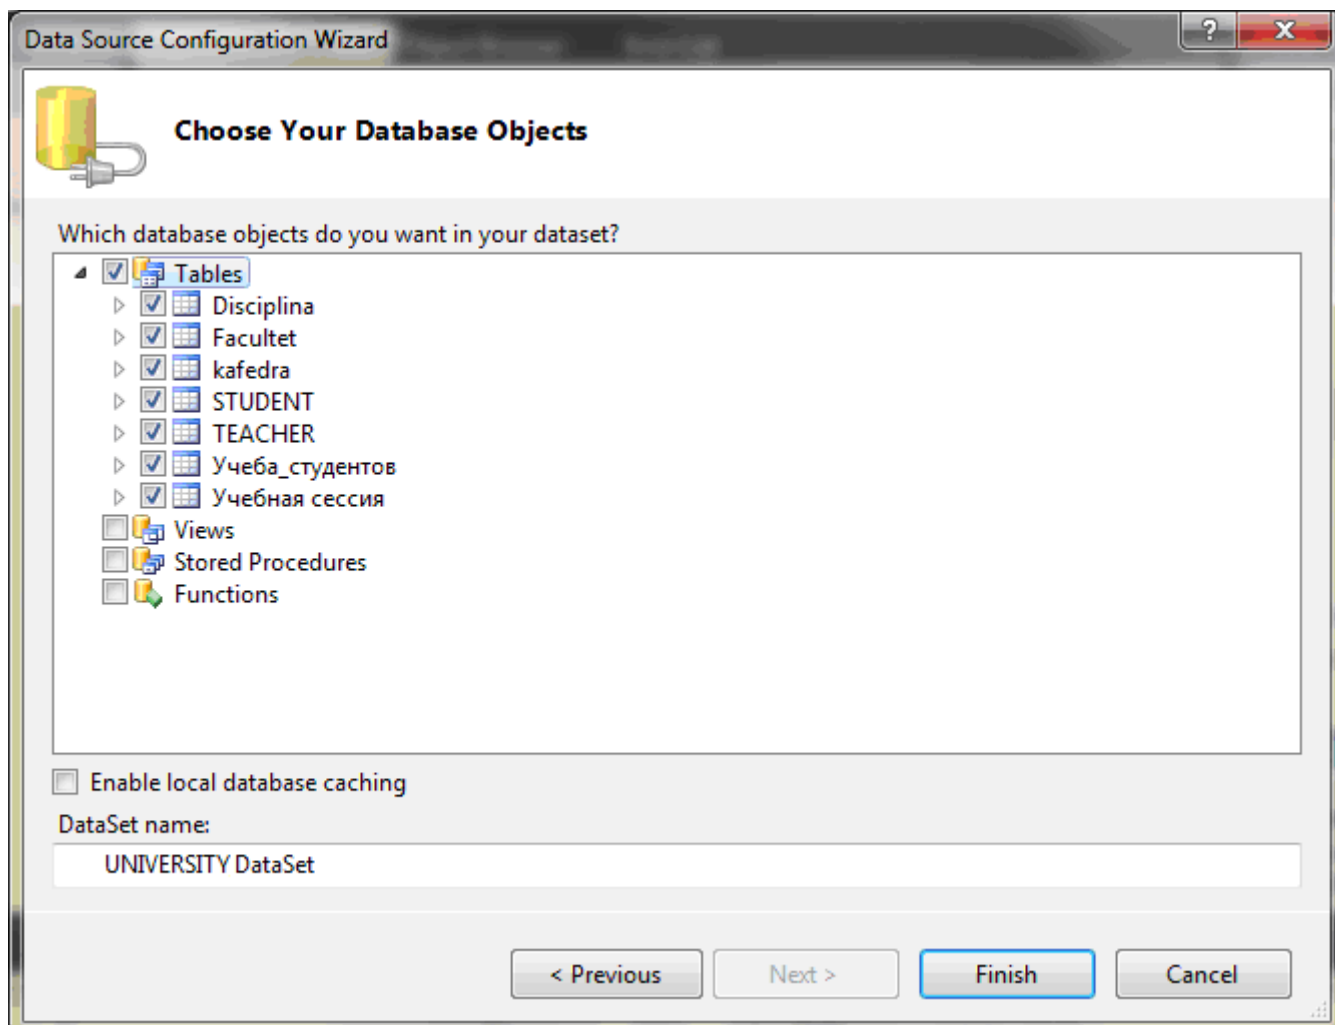 Data Source Configuration Wizard
?
X
Choose Your Database Objects
Which database objects do you want in your dataset?
Tables
Disciplina
Facultet
kafedra
STUDENT
TEACHER
Учеба_студентов
Учебная сессия
Views
Stored Procedures
Functions
Enable local database caching
DataSet name:
UNIVERSITY DataSet
< Previous
Next >
Finish
Cancel